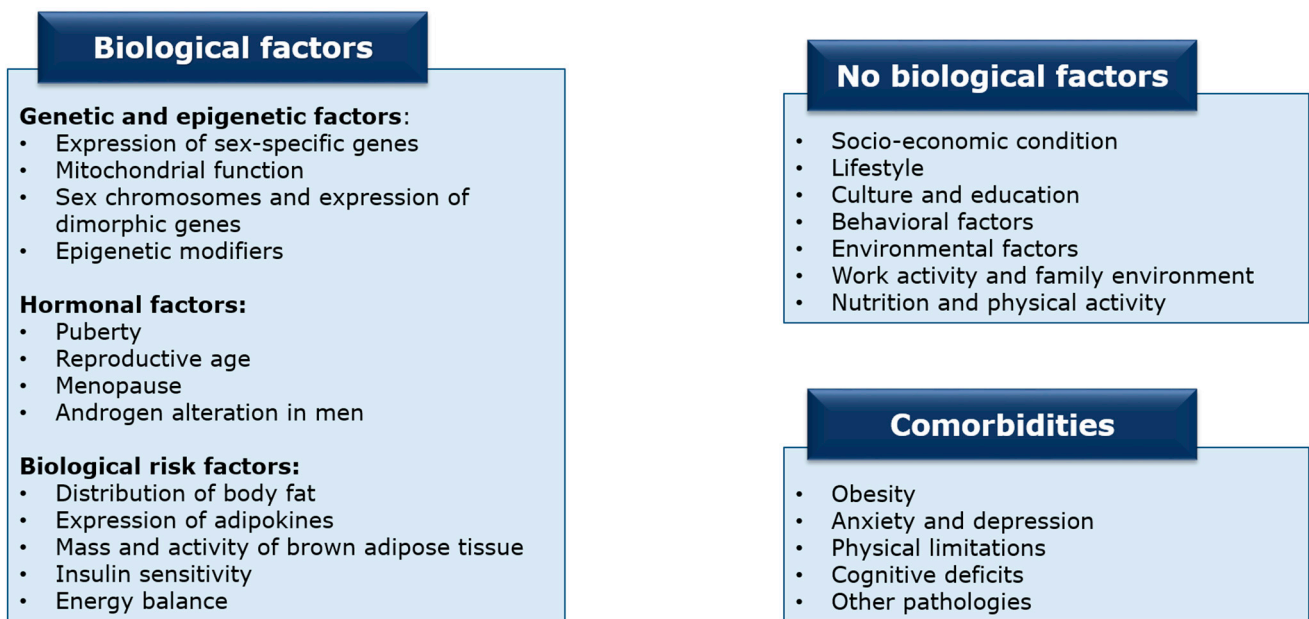 Biological factors
Genetic and epigenetic factors:
• Expression of sex-specific genes
• Mitochondrial function
• Sex chromosomes and expression of
dimorphic genes
• Epigenetic modifiers
Hormonal factors:
• Puberty
• Reproductive age
• Menopause
• Androgen alteration in men
Biological risk factors:
• Distribution of body fat
• Expression of adipokines
• Mass and activity of brown adipose tissue
• Insulin sensitivity
• Energy balance
No biological factors
• Socio-economic condition
• Lifestyle
• Culture and education
• Behavioral factors
• Environmental factors
• Work activity and family environment
• Nutrition and physical activity
Comorbidities
• Obesity
• Anxiety and depression
• Physical limitations
• Cognitive deficits
• Other pathologies